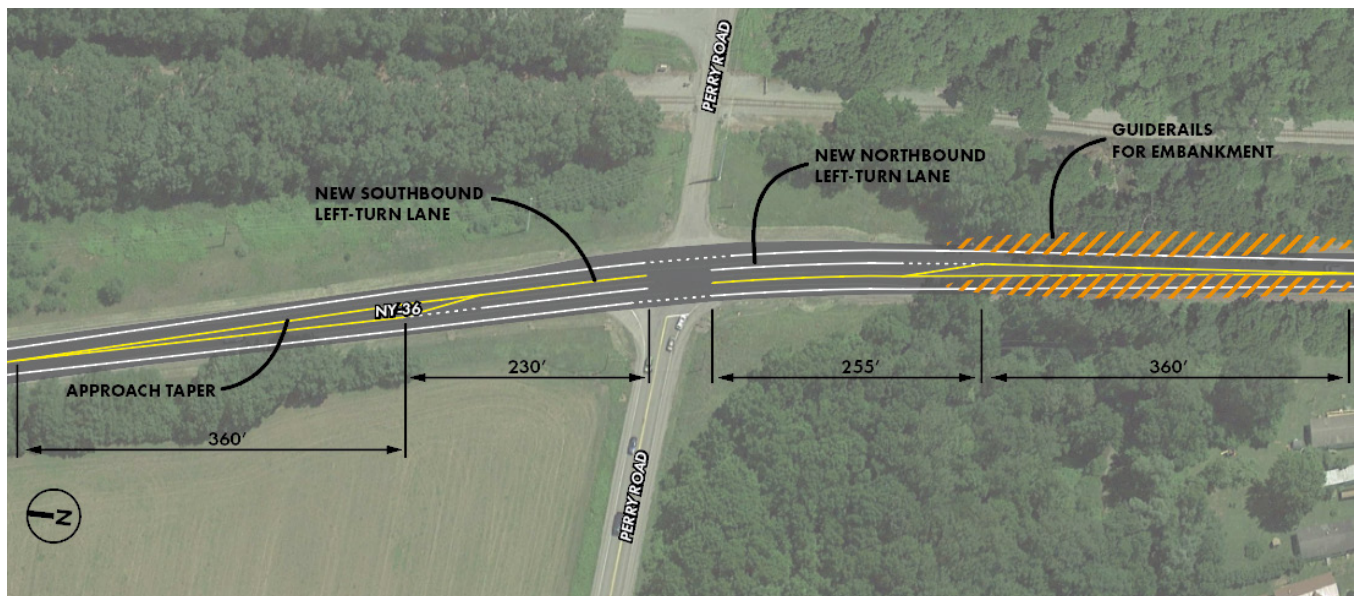 PERRY ROAD
GUIDERAILS
FOR EMBANKMENT
NEW NORTHBOUND
LEFT-TURN LANE
NEW SOUTHBOUND
LEFT-TURN LANE
NY-36
APPROACH TAPER
230'
255'
360'
360'
PERRY ROAD
N